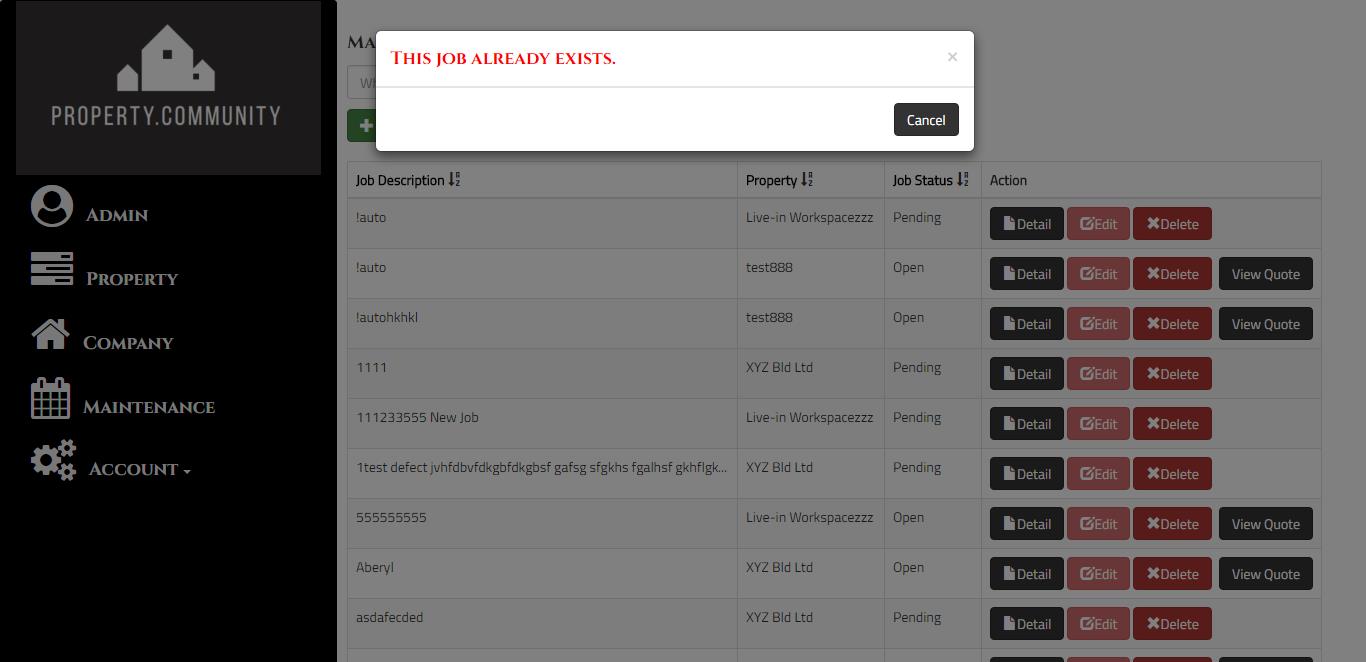 PROPERTY.COMMUNITY
Admin
Property
Company
Maintenance
Account
This job already exists.
×
Cancel
Job Description Property Job Status Action
!auto Live-in Workspacezzz Pending Detail Edit Delete
!auto test888 Open Detail Edit Delete View Quote
!autohkhkl test888 Open Detail Edit Delete View Quote
1111 XYZ Bld Ltd Pending Detail Edit Delete
111233555 New Job Live-in Workspacezzz Pending Detail Edit Delete
1test defect jvhfdbvfdkgbfdkgbsf gafsg sfgkhs fgalhsf gkhflgk... XYZ Bld Ltd Pending Detail Edit Delete
555555555 Live-in Workspacezzz Open Detail Edit Delete View Quote
Aberyl XYZ Bld Ltd Open Detail Edit Delete View Quote
asdafecded XYZ Bld Ltd Pending Detail Edit Delete